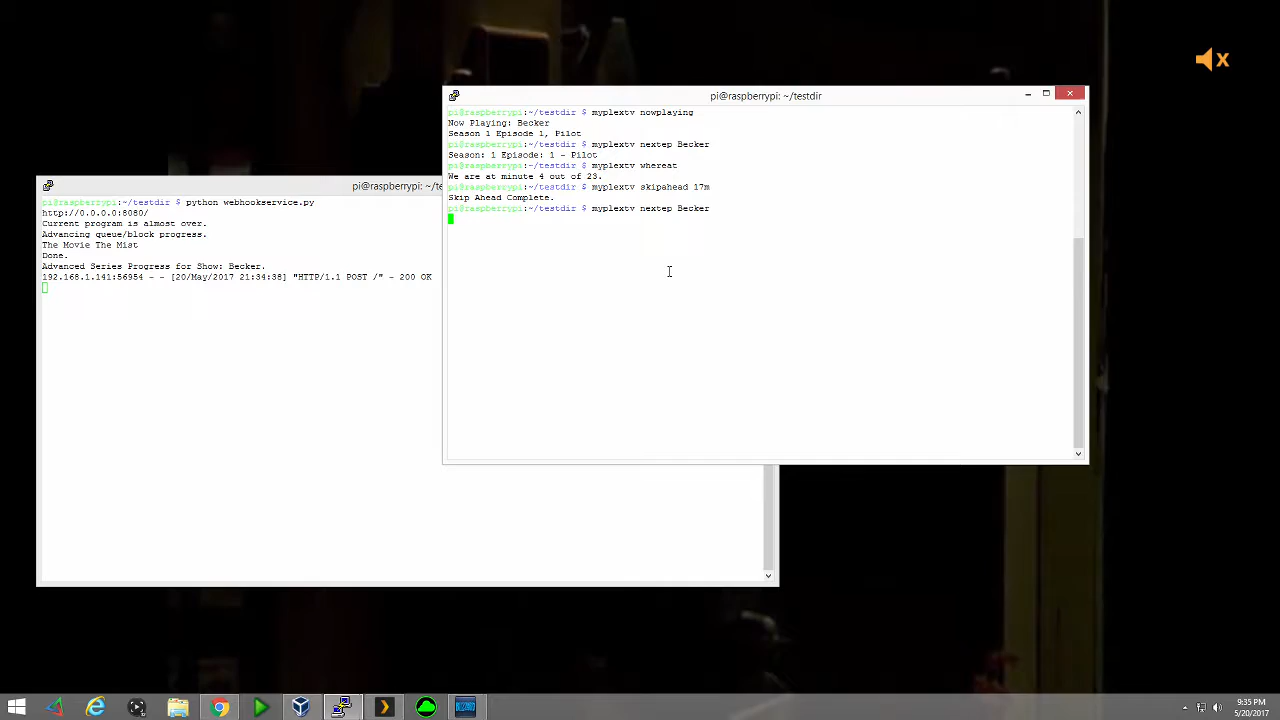 pi@raspberrypi: ~/testdir
pi@raspberrypi:~/testdir $ myplextv nowplaying
Now Playing: Becker
Season 1 Episode 1, Pilot
pi@raspberrypi:~/testdir $ myplextv nextep Becker
Season: 1 Episode: 1 - Pilot
pi@raspberrypi:~/testdir $ myplextv whereat
We are at minute 4 out of 23.
pi@raspberrypi:~/testdir $ myplextv skipahead 17m
Skip Ahead Complete.
pi@raspberrypi:~/testdir $ myplextv nextep Becker
pi@raspberrypi: ~/te
pi@raspberrypi:~/testdir $ python webhookservice.py
http://0.0.0.0:8080/
Current program is almost over.
Advancing queue/block progress.
The Movie The Mist
Done.
Advanced Series Progress for Show: Becker.
192.168.1.141:56954 - - [20/May/2017 21:34:38] "HTTP/1.1 POST /" - 200 OK
9:35 PM
5/20/2017